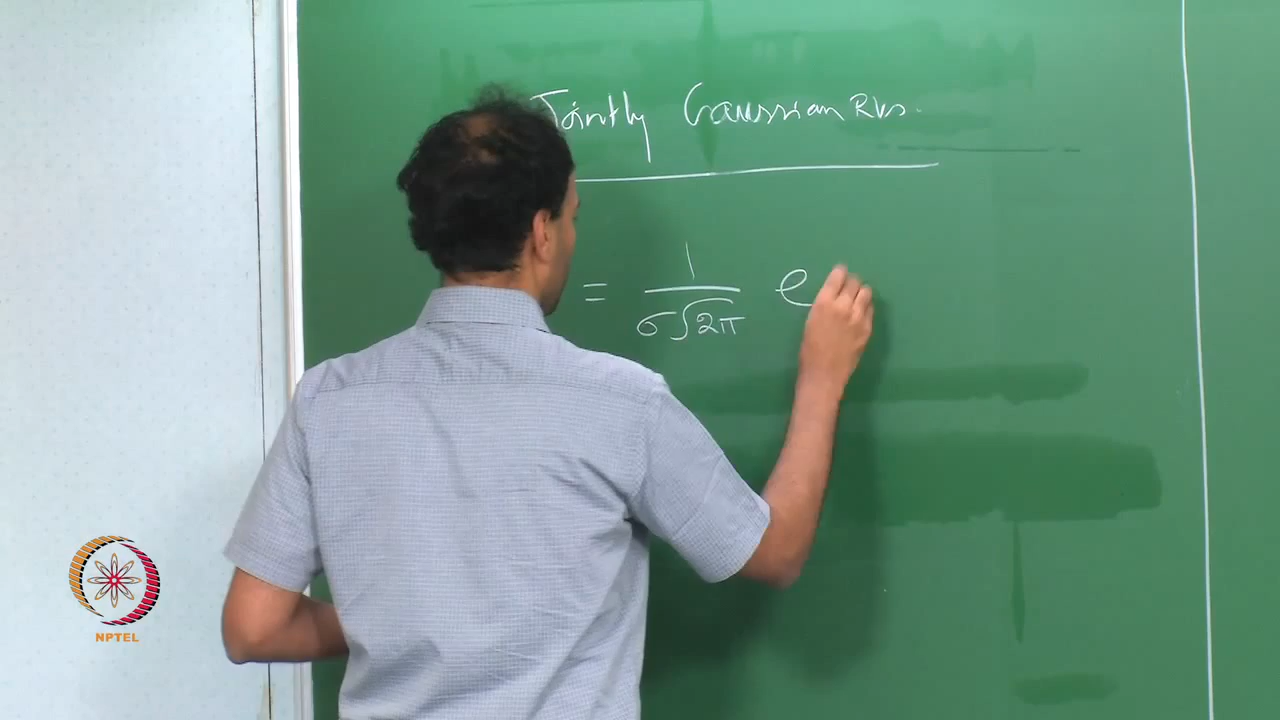 Jointly Gaussian RVs.
= 1 / σ√2π e
NPTEL